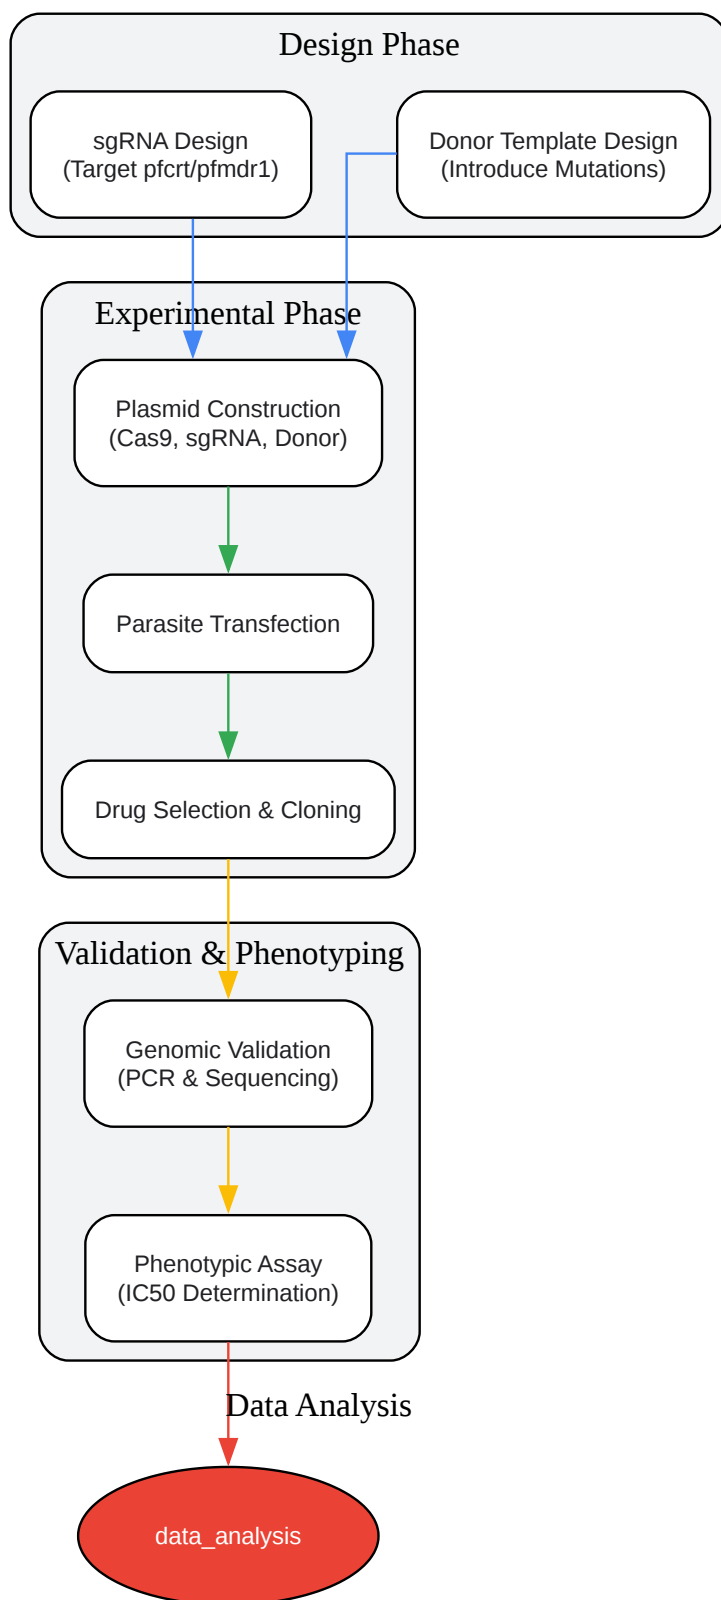 Design Phase
sgRNA Design
(Target pfcrt/pfmdr1)
Donor Template Design
(Introduce Mutations)
Experimental Phase
Plasmid Construction
(Cas9, sgRNA, Donor)
Parasite Transfection
Drug Selection & Cloning
Validation & Phenotyping
Genomic Validation
(PCR & Sequencing)
Phenotypic Assay
(IC50 Determination)
Data Analysis
data_analysis